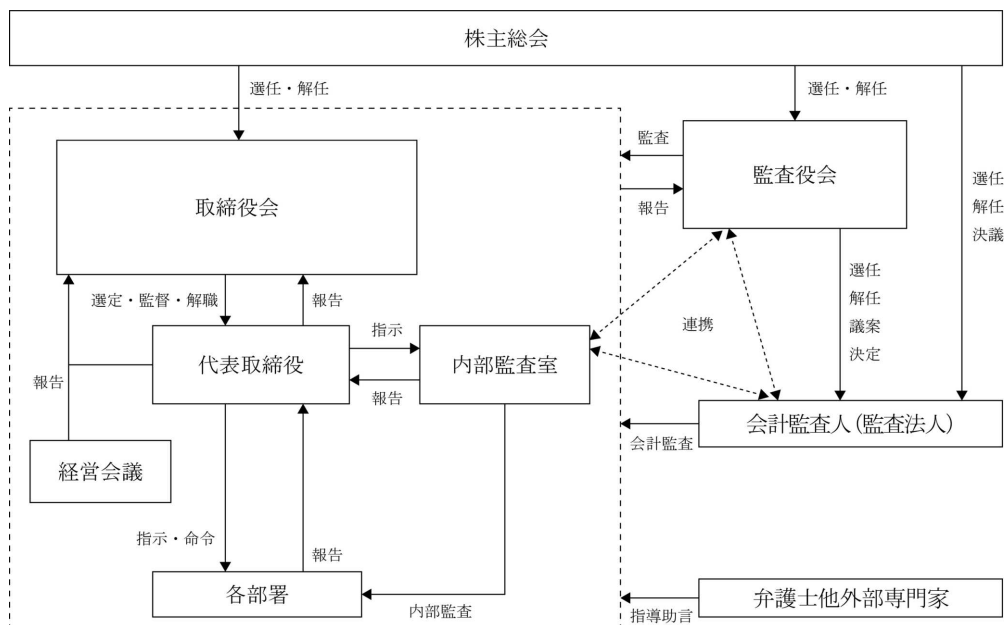 株主総会
選任・解任
選任・解任
監査
監査役会
取締役会
報告
選任
解任
決議
選定・監督・解職
報告
選任
解任
議案
決定
指示
連携
代表取締役
内部監査室
報告
報告
会計監査人(監査法人)
会計監査
経営会議
指示・命令
報告
各部署
内部監査
弁護士他外部専門家
指導助言